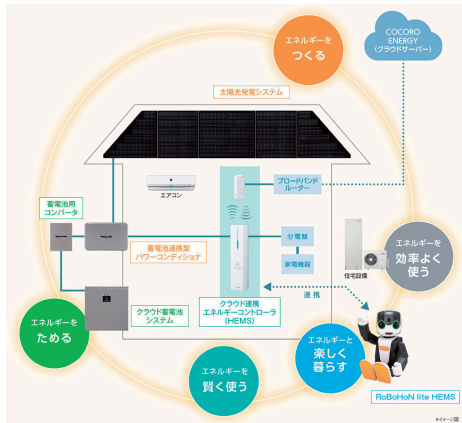 エネルギーを
つくる
COCORO
ENERGY
(クラウドサーバー)
太陽光発電システム
エアコン
ブロードバンド
ルーター
蓄電池用
コンバータ
蓄電池連携型
パワーコンディショナ
分電盤
家電機器
住宅設備
エネルギーを
効率よく
使う
クラウド蓄電池
システム
クラウド連携
エネルギーコントローラ
(HEMS)
連携
エネルギーを
ためる
エネルギーを
賢く使う
エネルギーと
楽しく
暮らす
RoBoHoN lite HEMS
※イメージ図